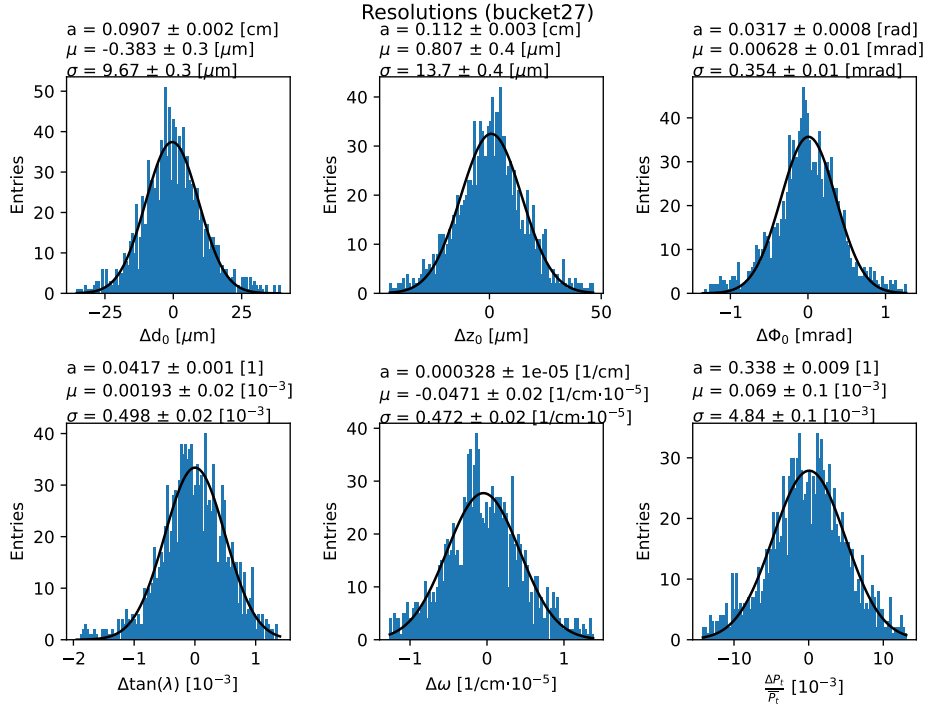 Resolutions (bucket27)
a = 0.0907 ± 0.002 [cm]
μ = -0.383 ± 0.3 [μm]
σ = 9.67 ± 0.3 [μm]
50
40
30
20
10
0
Entries
−25
0
25
Δd₀ [μm]
a = 0.112 ± 0.003 [cm]
μ = 0.807 ± 0.4 [μm]
σ = 13.7 ± 0.4 [μm]
40
30
20
10
0
Entries
−50
0
50
Δz₀ [μm]
a = 0.0317 ± 0.0008 [rad]
μ = 0.00628 ± 0.01 [mrad]
σ = 0.354 ± 0.01 [mrad]
40
30
20
10
0
Entries
−1
0
1
ΔΦ₀ [mrad]
a = 0.0417 ± 0.001 [1]
μ = 0.00193 ± 0.02 [10⁻³]
σ = 0.498 ± 0.02 [10⁻³]
40
30
20
10
0
Entries
−2
−1
0
1
Δtan(λ) [10⁻³]
a = 0.000328 ± 1e-05 [1/cm]
μ = -0.0471 ± 0.02 [1/cm·10⁻⁵]
σ = 0.472 ± 0.02 [1/cm·10⁻⁵]
40
30
20
10
0
Entries
−1
0
1
Δω [1/cm·10⁻⁵]
a = 0.338 ± 0.009 [1]
μ = 0.069 ± 0.1 [10⁻³]
σ = 4.84 ± 0.1 [10⁻³]
30
20
10
0
Entries
−10
0
10
ΔPₜ/Pₜ [10⁻³]